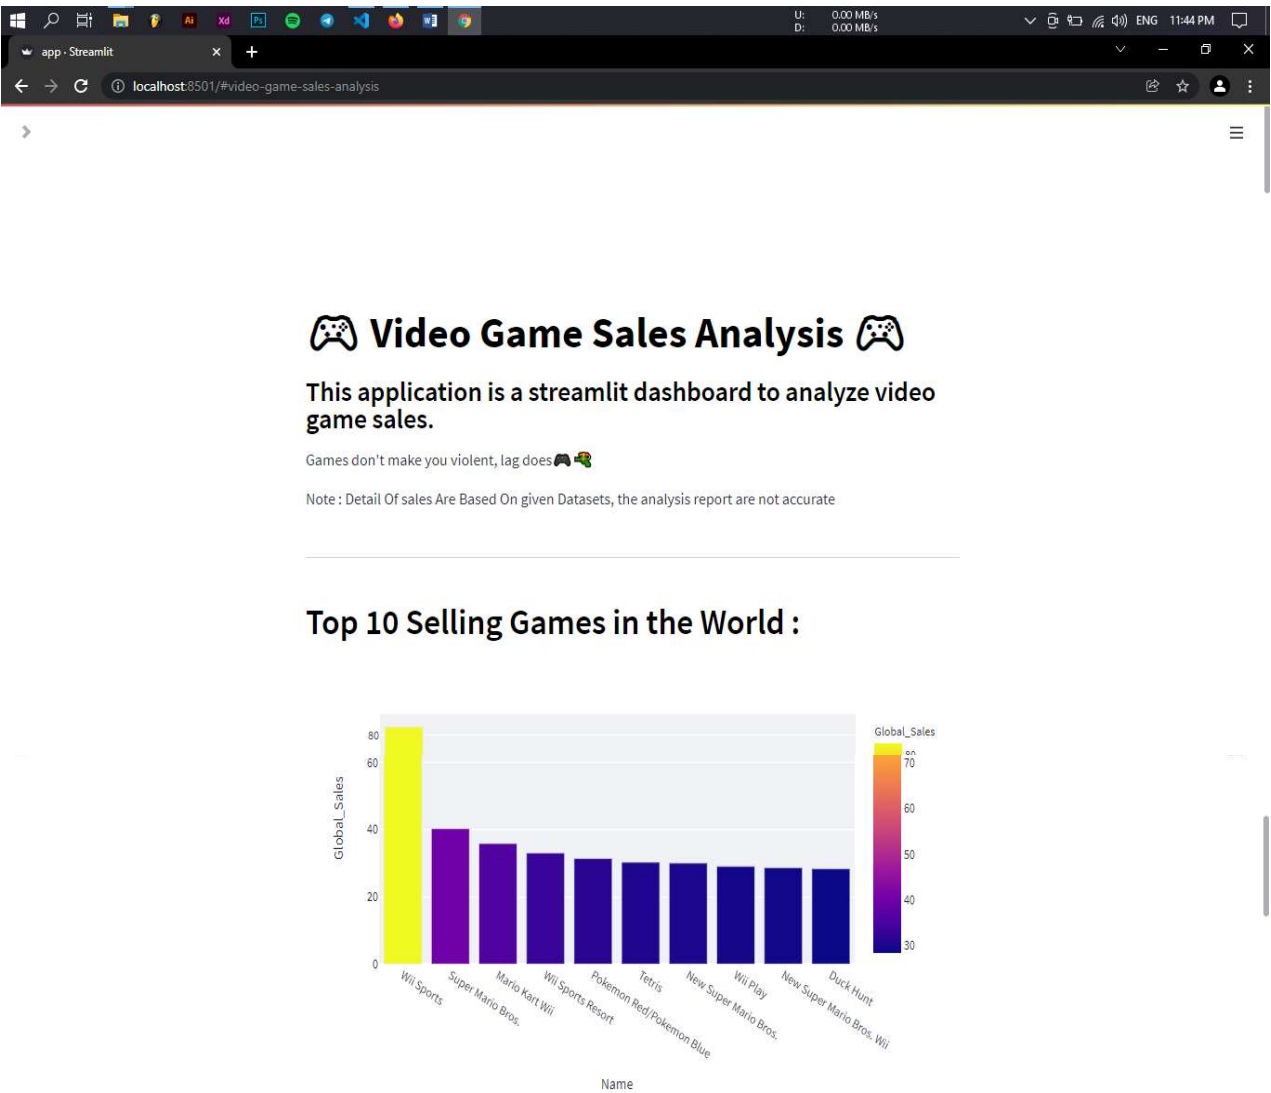 Ai
Xd
Ps
U: 0.00 MB/s
D: 0.00 MB/s
ENG
11:44 PM
app · Streamlit
localhost:8501/#video-game-sales-analysis
Video Game Sales Analysis
This application is a streamlit dashboard to analyze video
game sales.
Games don't make you violent, lag does
Note : Detail Of sales Are Based On given Datasets, the analysis report are not accurate
Top 10 Selling Games in the World :
Global_Sales
80
60
40
20
0
Wii Sports
Super Mario Bros.
Mario Kart Wii
Wii Sports Resort
Pokemon Red/Pokemon Blue
Tetris
New Super Mario Bros.
Wii Play
New Super Mario Bros. Wii
Duck Hunt
Name
Global_Sales
70
60
50
40
30